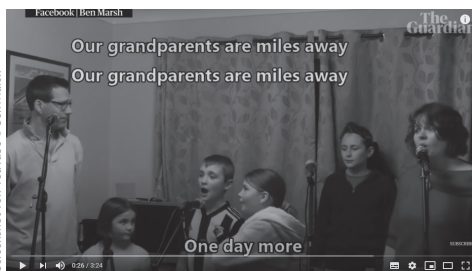 Facebook | Ben Marsh
The Guardian
Our grandparents are miles away
Our grandparents are miles away
One day more
SUBSCRIBE
0:26 / 3:24